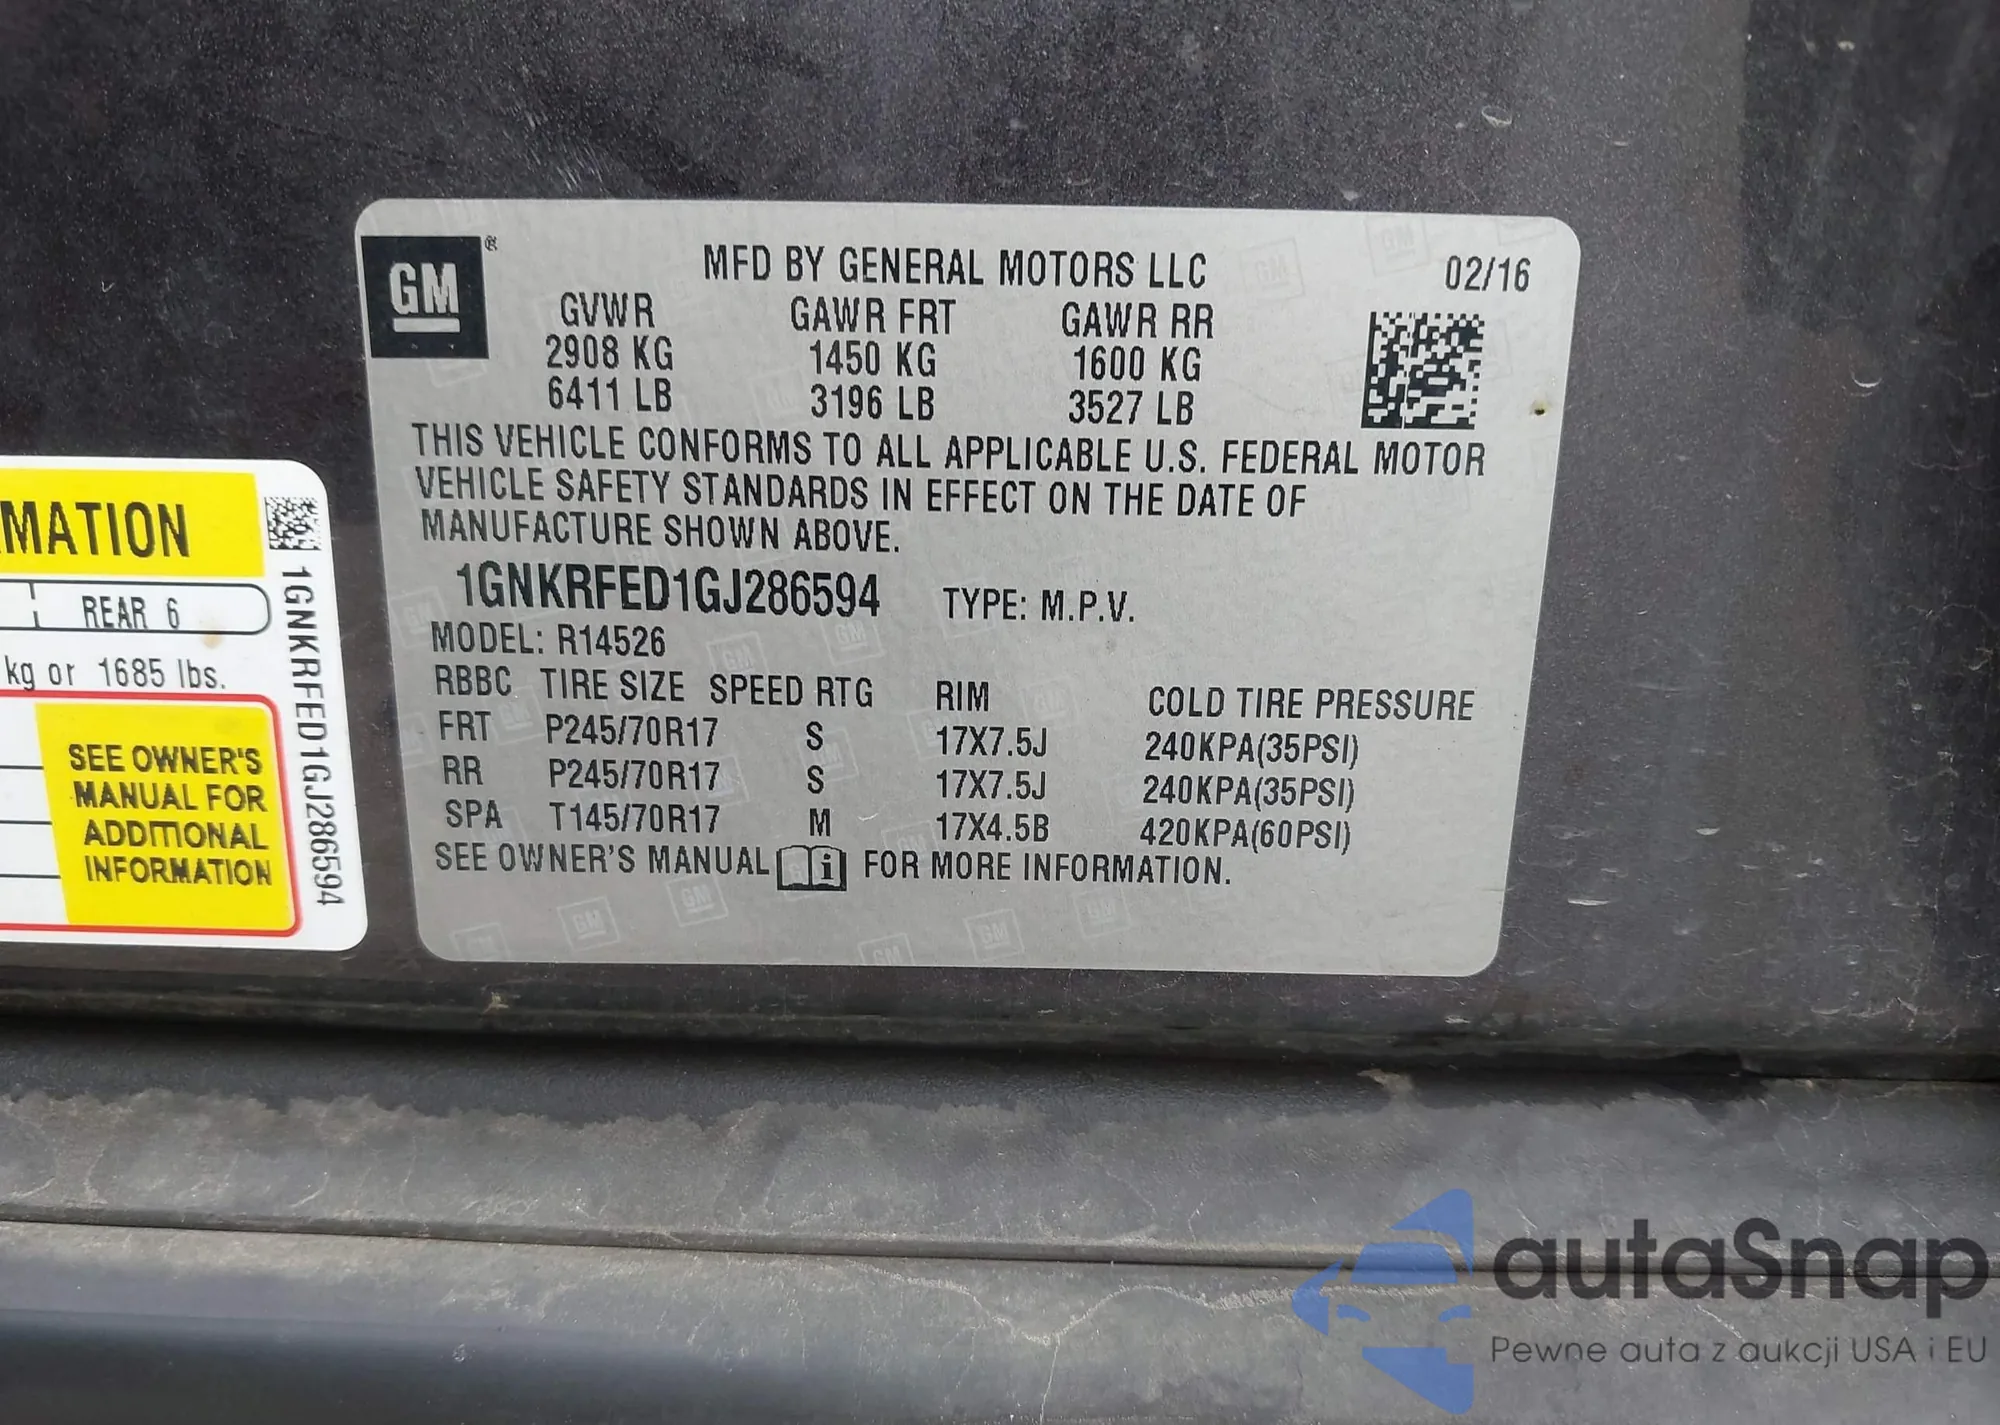 GM®
MFD BY GENERAL MOTORS LLC 02/16
GVWR GAWR FRT GAWR RR
2908 KG 1450 KG 1600 KG
6411 LB 3196 LB 3527 LB
THIS VEHICLE CONFORMS TO ALL APPLICABLE U.S. FEDERAL MOTOR
VEHICLE SAFETY STANDARDS IN EFFECT ON THE DATE OF
MANUFACTURE SHOWN ABOVE.
1GNKRFED1GJ286594 TYPE: M.P.V.
MODEL: R14526
RBBC TIRE SIZE SPEED RTG RIM COLD TIRE PRESSURE
FRT P245/70R17 S 17X7.5J 240KPA(35PSI)
RR P245/70R17 S 17X7.5J 240KPA(35PSI)
SPA T145/70R17 M 17X4.5B 420KPA(60PSI)
SEE OWNER'S MANUAL i FOR MORE INFORMATION.
MATION
REAR 6
kg or 1685 lbs.
SEE OWNER'S
MANUAL FOR
ADDITIONAL
INFORMATION
1GNKRFED1GJ286594
autaSnap
Pewne auta z aukcji USA i EU